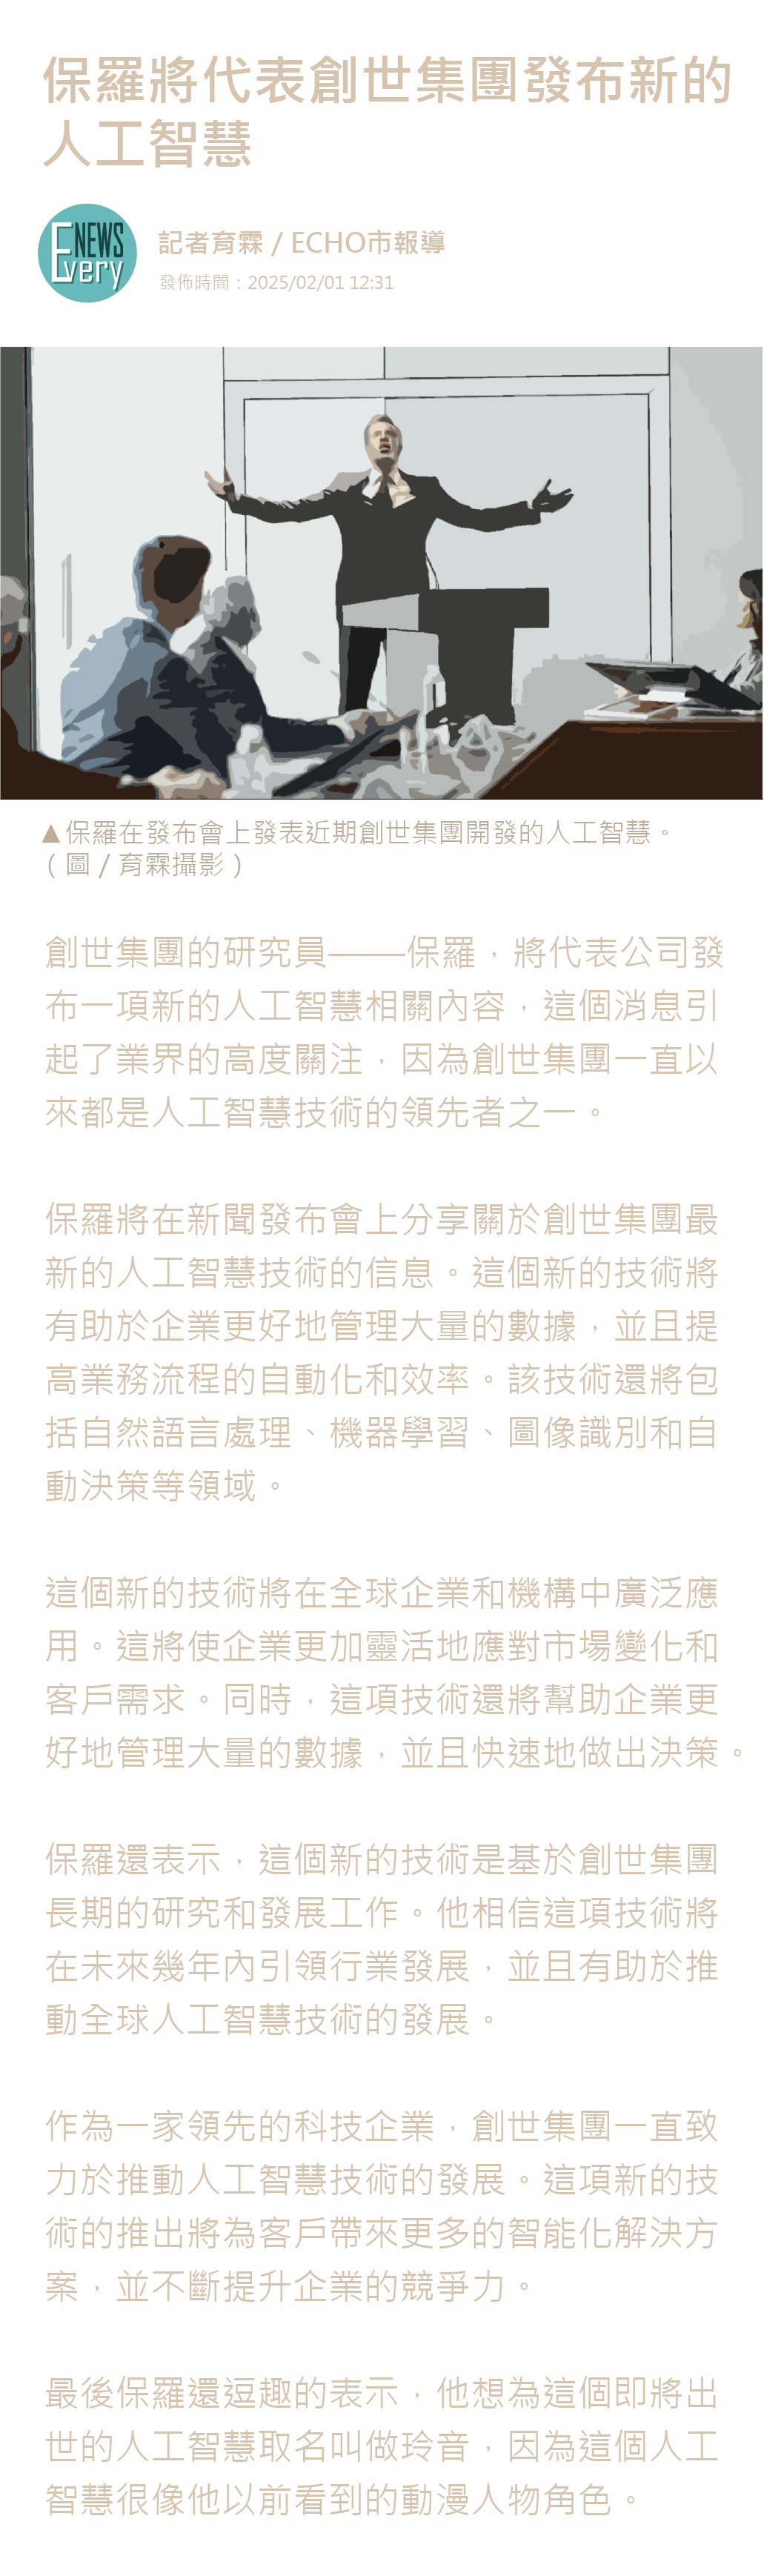 保羅將代表創世集團發布新的
人工智慧
NEWS
Every
記者育霖 / ECHO市報導
發佈時間：2025/02/01 12:31
▲保羅在發布會上發表近期創世集團開發的人工智慧。
（圖 / 育霖攝影）
創世集團的研究員——保羅，將代表公司發
布一項新的人工智慧相關內容，這個消息引
起了業界的高度關注，因為創世集團一直以
來都是人工智慧技術的領先者之一。
保羅將在新聞發布會上分享關於創世集團最
新的人工智慧技術的信息。這個新的技術將
有助於企業更好地管理大量的數據，並且提
高業務流程的自動化和效率。該技術還將包
括自然語言處理、機器學習、圖像識別和自
動決策等領域。
這個新的技術將在全球企業和機構中廣泛應
用。這將使企業更加靈活地應對市場變化和
客戶需求。同時，這項技術還將幫助企業更
好地管理大量的數據，並且快速地做出決策。
保羅還表示，這個新的技術是基於創世集團
長期的研究和發展工作。他相信這項技術將
在未來幾年內引領行業發展，並且有助於推
動全球人工智慧技術的發展。
作為一家領先的科技企業，創世集團一直致
力於推動人工智慧技術的發展。這項新的技
術的推出將為客戶帶來更多的智能化解決方
案，並不斷提升企業的競爭力。
最後保羅還逗趣的表示，他想為這個即將出
世的人工智慧取名叫做玲音，因為這個人工
智慧很像他以前看到的動漫人物角色。